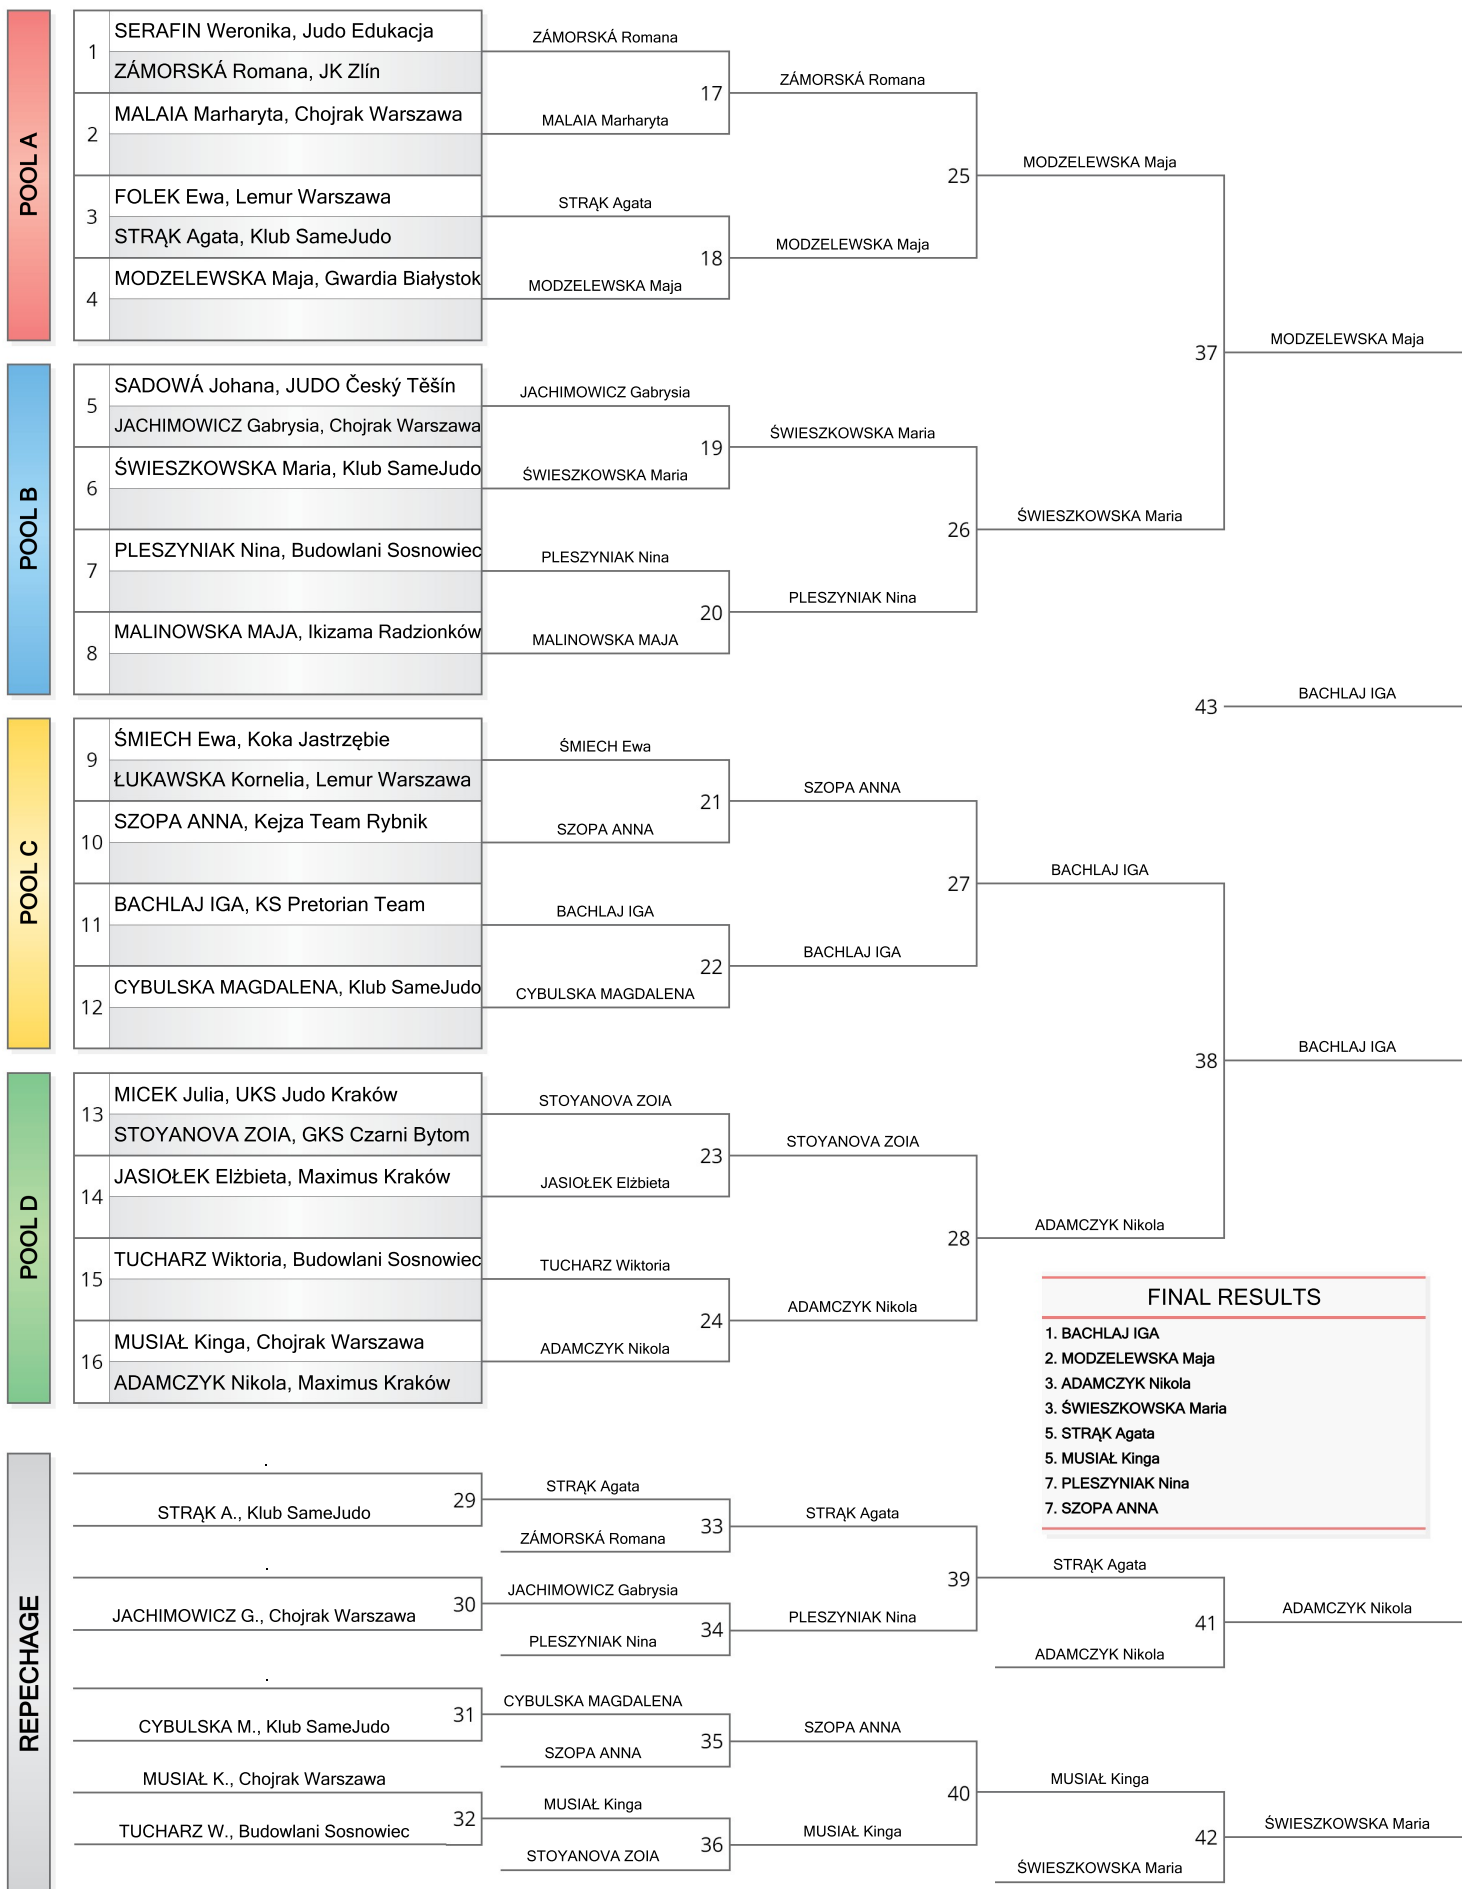 POOL A
1
SERAFIN Weronika, Judo Edukacja
ZÁMORSKÁ Romana, JK Zlín
2
MALAIA Marharyta, Chojrak Warszawa
3
FOLEK Ewa, Lemur Warszawa
STRĄK Agata, Klub SameJudo
4
MODZELEWSKA Maja, Gwardia Białystok
ZÁMORSKÁ Romana
17
MALAIA Marharyta
STRĄK Agata
18
MODZELEWSKA Maja
ZÁMORSKÁ Romana
25
MODZELEWSKA Maja
MODZELEWSKA Maja
37
MODZELEWSKA Maja
POOL B
5
SADOWÁ Johana, JUDO Český Těšín
JACHIMOWICZ Gabrysia, Chojrak Warszawa
6
ŚWIESZKOWSKA Maria, Klub SameJudo
7
PLESZYNIAK Nina, Budowlani Sosnowiec
8
MALINOWSKA MAJA, Ikizama Radzionków
JACHIMOWICZ Gabrysia
19
ŚWIESZKOWSKA Maria
PLESZYNIAK Nina
20
MALINOWSKA MAJA
ŚWIESZKOWSKA Maria
26
PLESZYNIAK Nina
ŚWIESZKOWSKA Maria
43
BACHLAJ IGA
POOL C
9
ŚMIECH Ewa, Koka Jastrzębie
ŁUKAWSKA Kornelia, Lemur Warszawa
10
SZOPA ANNA, Kejza Team Rybnik
11
BACHLAJ IGA, KS Pretorian Team
12
CYBULSKA MAGDALENA, Klub SameJudo
ŚMIECH Ewa
21
SZOPA ANNA
BACHLAJ IGA
22
CYBULSKA MAGDALENA
SZOPA ANNA
27
BACHLAJ IGA
BACHLAJ IGA
38
BACHLAJ IGA
POOL D
13
MICEK Julia, UKS Judo Kraków
STOYANOVA ZOIA, GKS Czarni Bytom
14
JASIOŁEK Elżbieta, Maximus Kraków
15
TUCHARZ Wiktoria, Budowlani Sosnowiec
16
MUSIAŁ Kinga, Chojrak Warszawa
ADAMCZYK Nikola, Maximus Kraków
STOYANOVA ZOIA
23
JASIOŁEK Elżbieta
TUCHARZ Wiktoria
24
ADAMCZYK Nikola
STOYANOVA ZOIA
28
ADAMCZYK Nikola
ADAMCZYK Nikola
FINAL RESULTS
1. BACHLAJ IGA
2. MODZELEWSKA Maja
3. ADAMCZYK Nikola
3. ŚWIESZKOWSKA Maria
5. STRĄK Agata
5. MUSIAŁ Kinga
7. PLESZYNIAK Nina
7. SZOPA ANNA
REPECHAGE
.
29
STRĄK A., Klub SameJudo
.
30
JACHIMOWICZ G., Chojrak Warszawa
.
31
CYBULSKA M., Klub SameJudo
MUSIAŁ K., Chojrak Warszawa
32
TUCHARZ W., Budowlani Sosnowiec
STRĄK Agata
33
ZÁMORSKÁ Romana
JACHIMOWICZ Gabrysia
34
PLESZYNIAK Nina
CYBULSKA MAGDALENA
35
SZOPA ANNA
MUSIAŁ Kinga
36
STOYANOVA ZOIA
STRĄK Agata
39
PLESZYNIAK Nina
SZOPA ANNA
40
MUSIAŁ Kinga
STRĄK Agata
41
ADAMCZYK Nikola
MUSIAŁ Kinga
42
ŚWIESZKOWSKA Maria
ADAMCZYK Nikola
ŚWIESZKOWSKA Maria